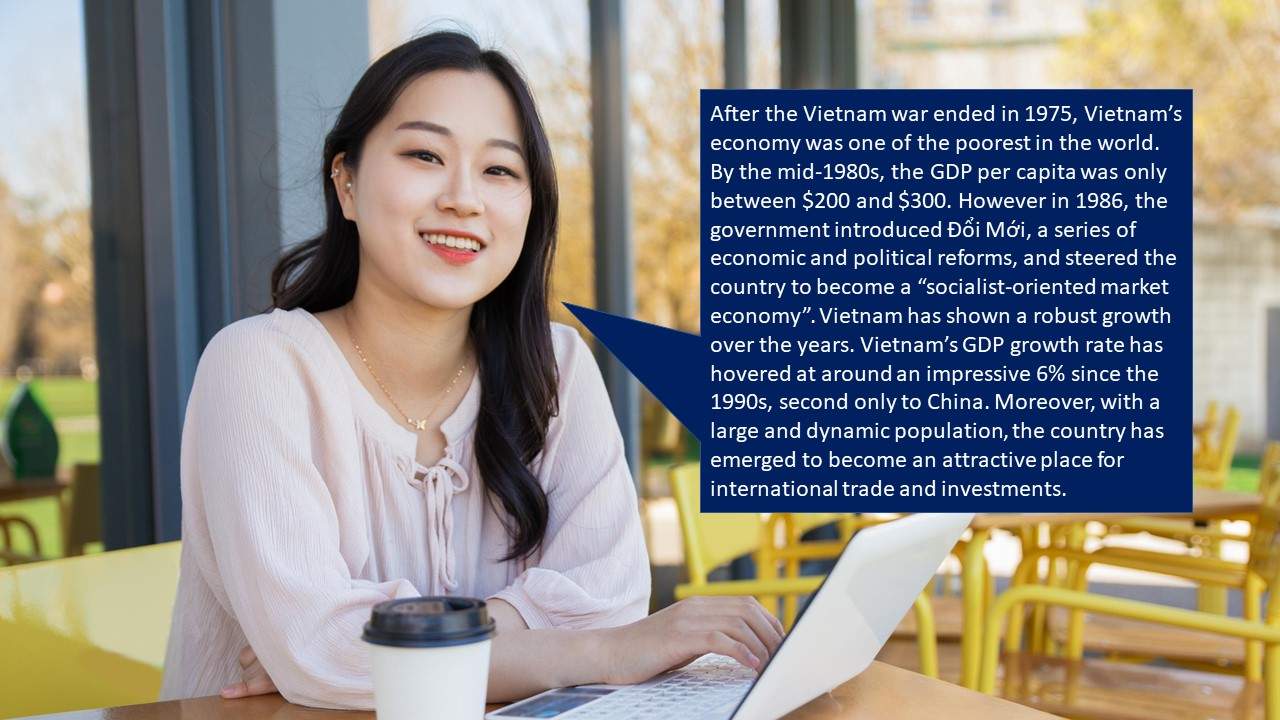 After the Vietnam war ended in 1975, Vietnam’s
economy was one of the poorest in the world.
By the mid-1980s, the GDP per capita was only
between $200 and $300. However in 1986, the
government introduced Đổi Mới, a series of
economic and political reforms, and steered the
country to become a “socialist-oriented market
economy”. Vietnam has shown a robust growth
over the years. Vietnam’s GDP growth rate has
hovered at around an impressive 6% since the
1990s, second only to China. Moreover, with a
large and dynamic population, the country has
emerged to become an attractive place for
international trade and investments.